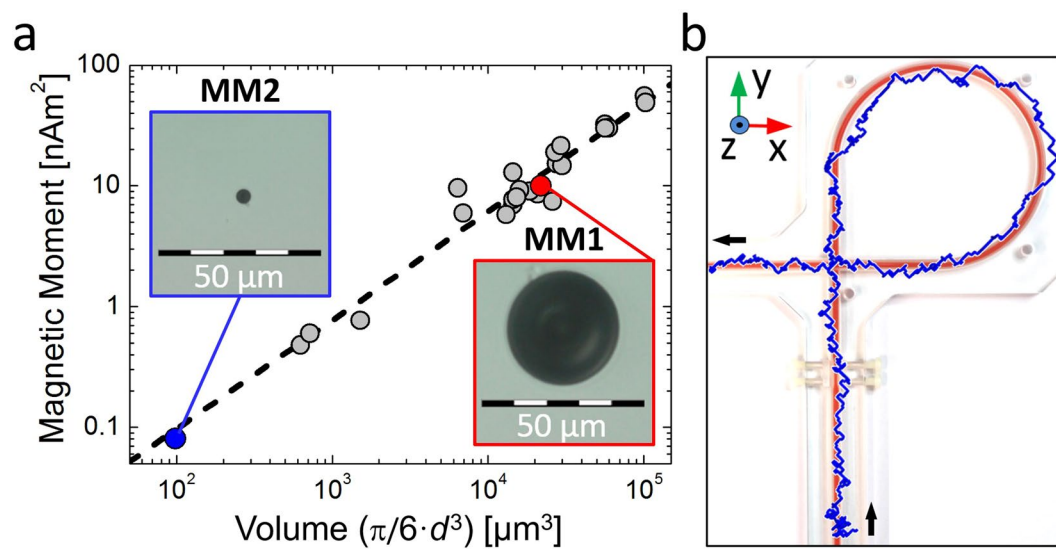 a
b
100
10
1
0.1
Magnetic Moment [nAm²]
MM2
50 µm
MM1
50 µm
10² 10³ 10⁴ 10⁵
Volume (π/6·d³) [µm³]
y
z x